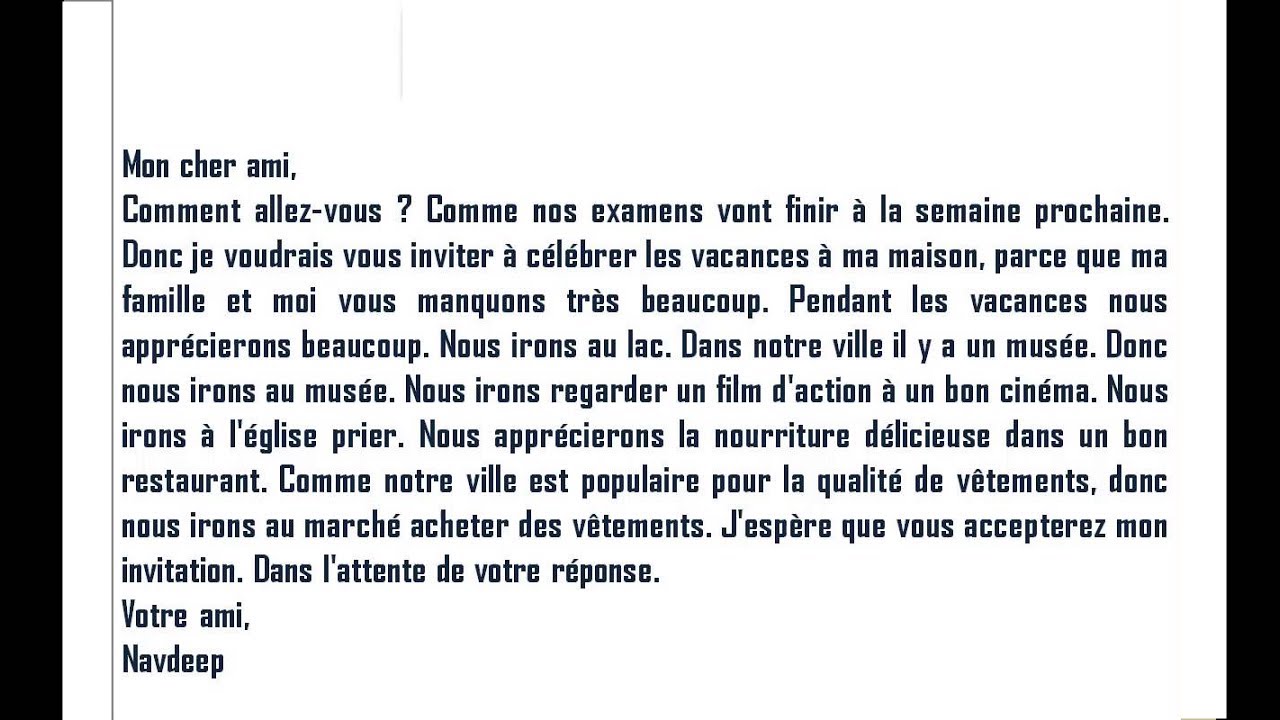 Mon cher ami,
Comment allez-vous ? Comme nos examens vont finir à la semaine prochaine.
Donc je voudrais vous inviter à célébrer les vacances à ma maison, parce que ma
famille et moi vous manquons très beaucoup. Pendant les vacances nous
apprécierons beaucoup. Nous irons au lac. Dans notre ville il y a un musée. Donc
nous irons au musée. Nous irons regarder un film d'action à un bon cinéma. Nous
irons à l'église prier. Nous apprécierons la nourriture délicieuse dans un bon
restaurant. Comme notre ville est populaire pour la qualité de vêtements, donc
nous irons au marché acheter des vêtements. J'espère que vous accepterez mon
invitation. Dans l'attente de votre réponse.
Votre ami,
Navdeep